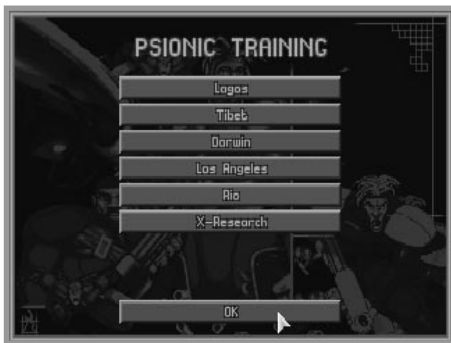 PSIONIC TRAINING
Lagos
Tibet
Darwin
Los Angeles
Rio
X-Research
OK